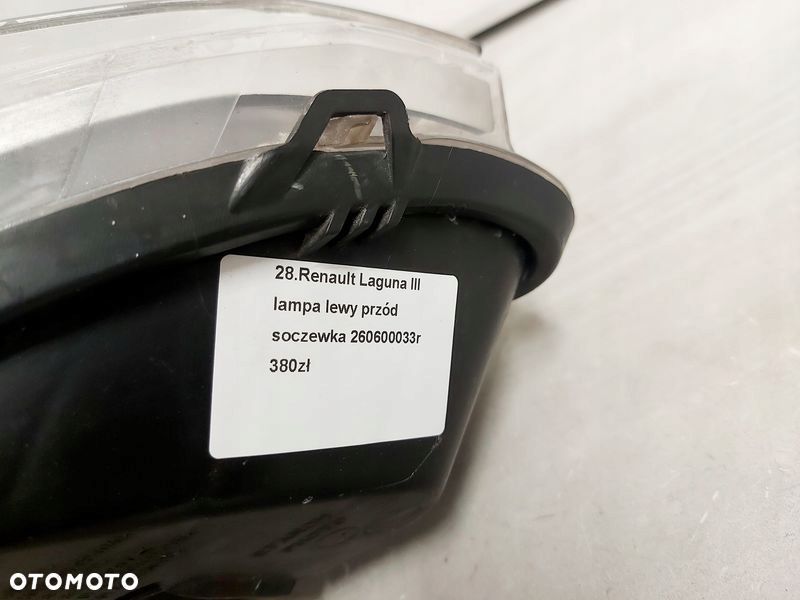 28.Renault Laguna III
lampa lewy przód
soczewka 260600033r
380zł
OTOMOTO